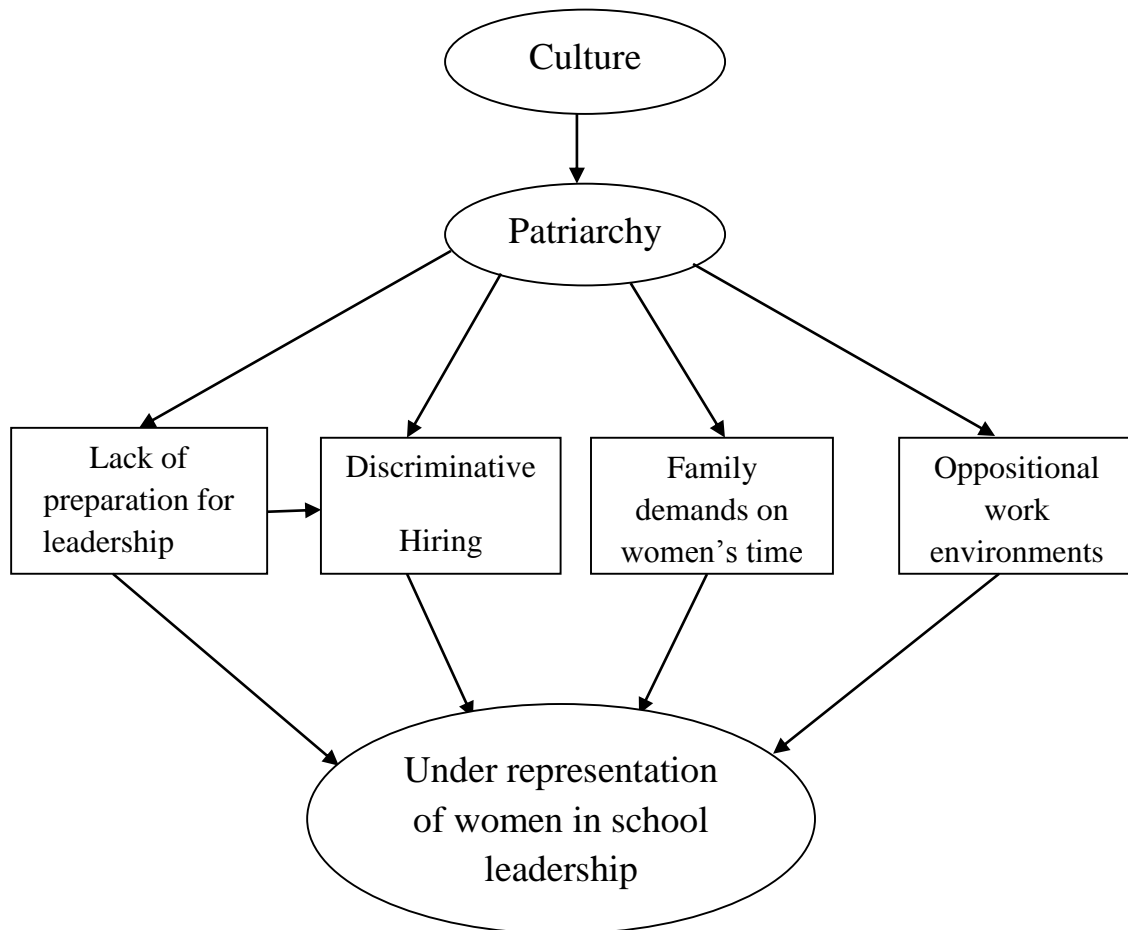 Culture
Patriarchy
Lack of
preparation for
leadership
Discriminative
Hiring
Family
demands on
women’s time
Oppositional
work
environments
Under representation
of women in school
leadership